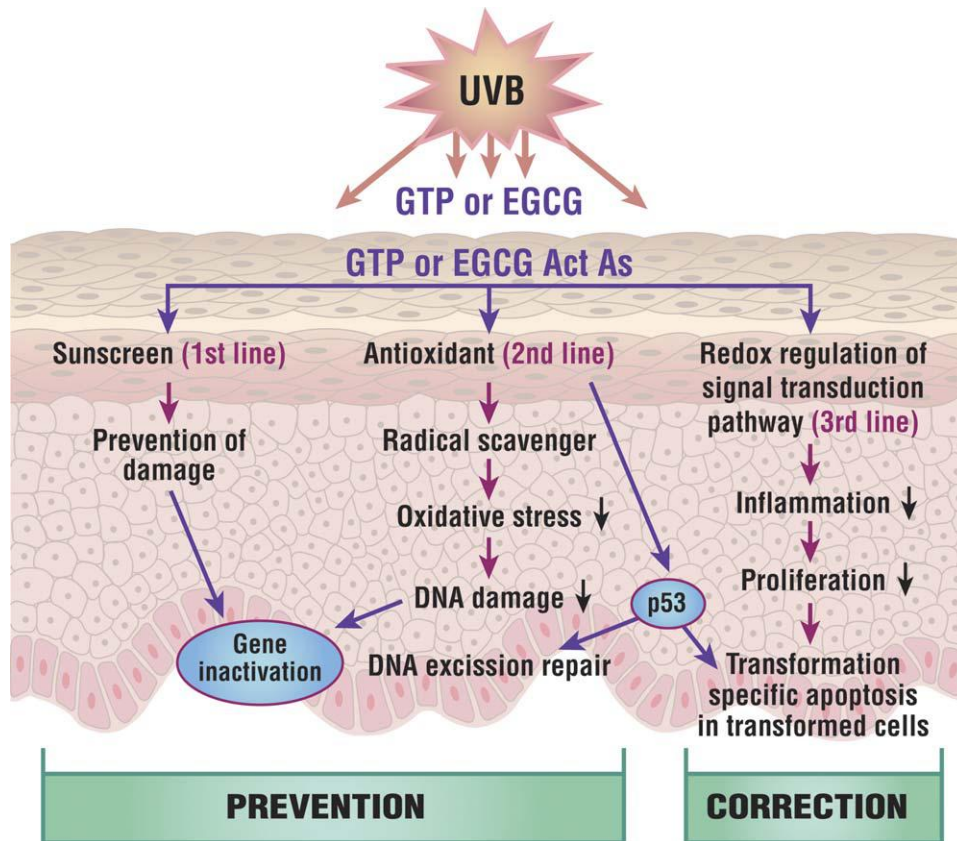 UVB
GTP or EGCG
GTP or EGCG Act As
Sunscreen (1st line)
Prevention of
damage
Gene
inactivation
Antioxidant (2nd line)
Radical scavenger
Oxidative stress ↓
DNA damage ↓
p53
DNA excission repair
Redox regulation of
signal transduction
pathway (3rd line)
Inflammation ↓
Proliferation ↓
Transformation
specific apoptosis
in transformed cells
PREVENTION
CORRECTION